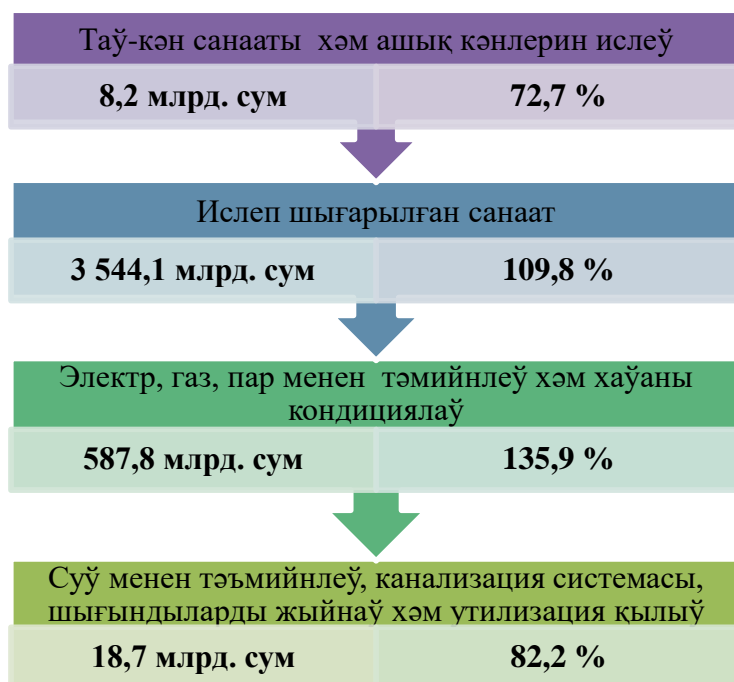 Таў-кән санааты хәм ашық кәнлерин ислеў
8,2 млрд. сум 72,7 %
Ислеп шығарылған санаат
3 544,1 млрд. сум 109,8 %
Электр, газ, пар менен тәмийнлеў хәм хаўаны
кондициялаў
587,8 млрд. сум 135,9 %
Суў менен тәъмийнлеў, канализация системасы,
шығындыларды жыйнаў хәм утилизация қылыў
18,7 млрд. сум 82,2 %